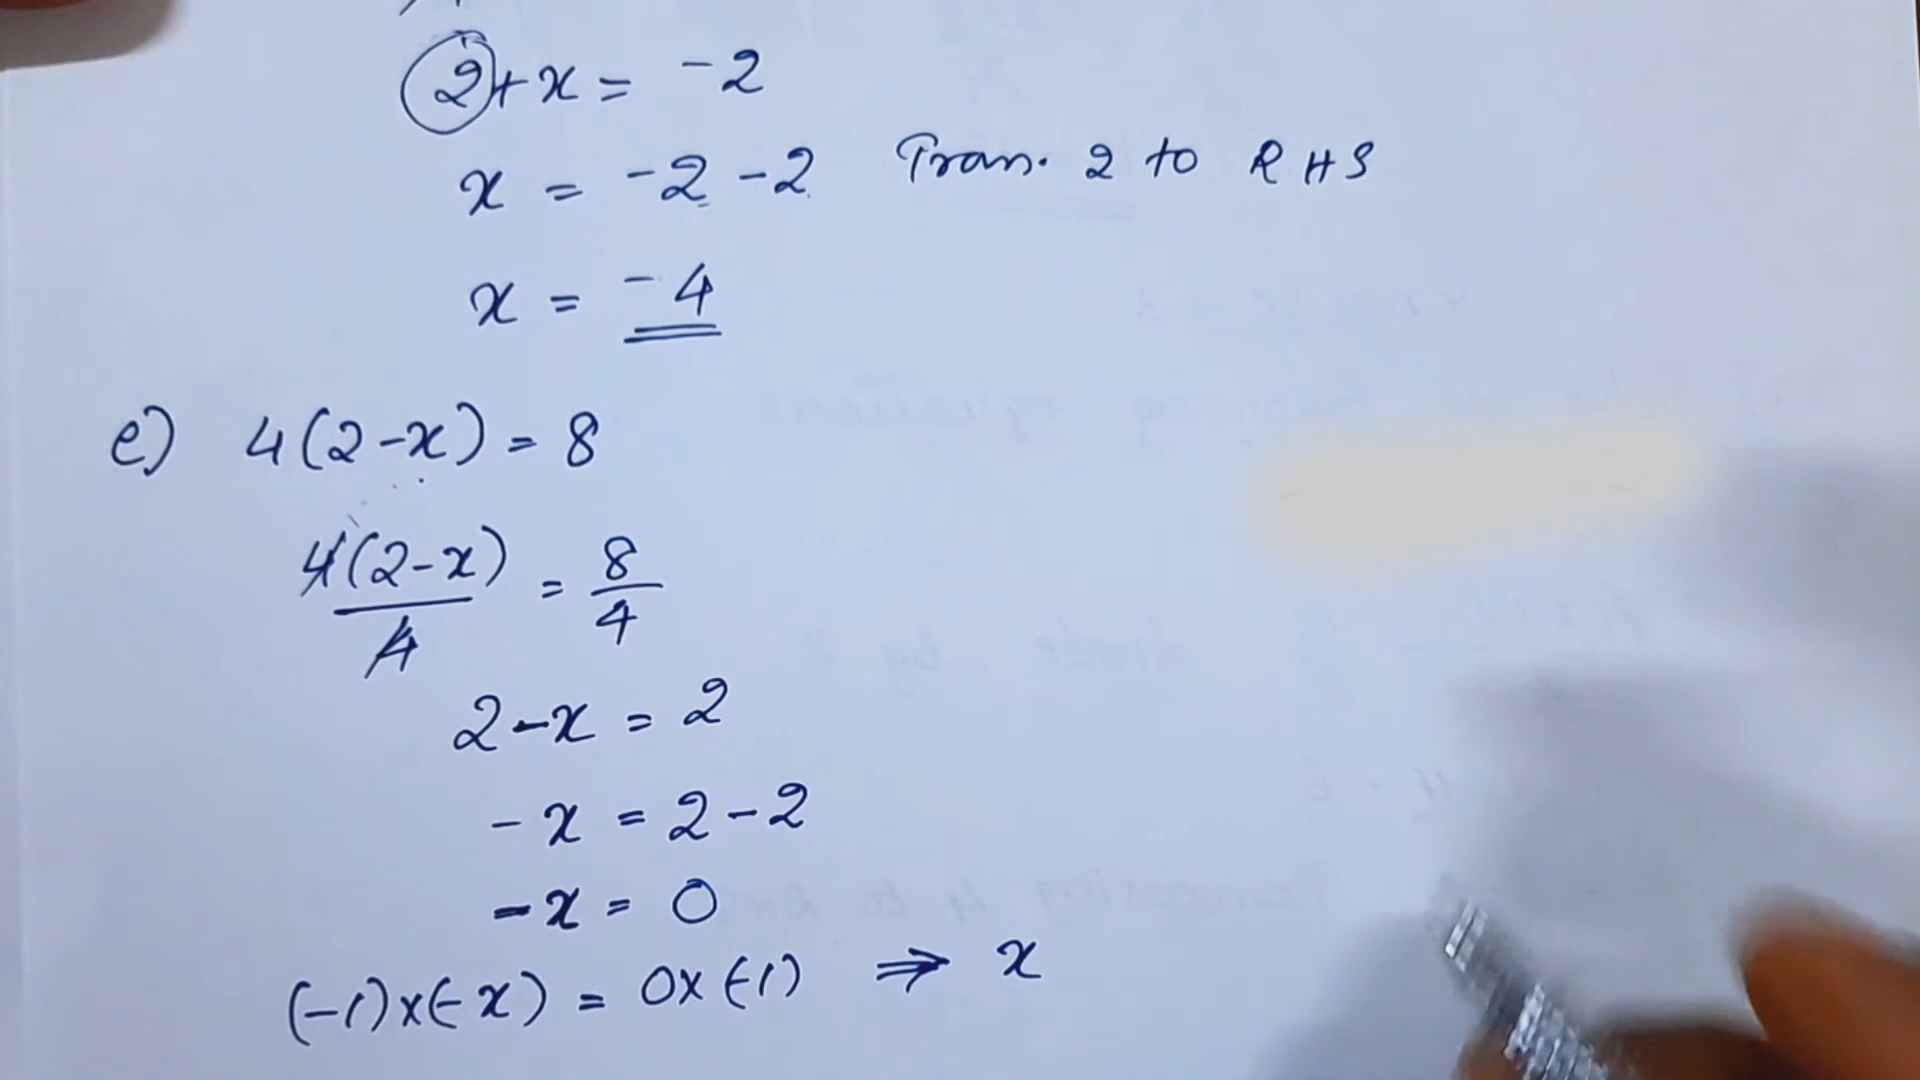 2+x = -2
x = -2 -2 Tran. 2 to RHS
x = -4
e) 4(2-x) = 8
4(2-x)/4 = 8/4
2-x = 2
-x = 2-2
-x = 0
(-1)x(-x) = 0x(-1) ⇒ x